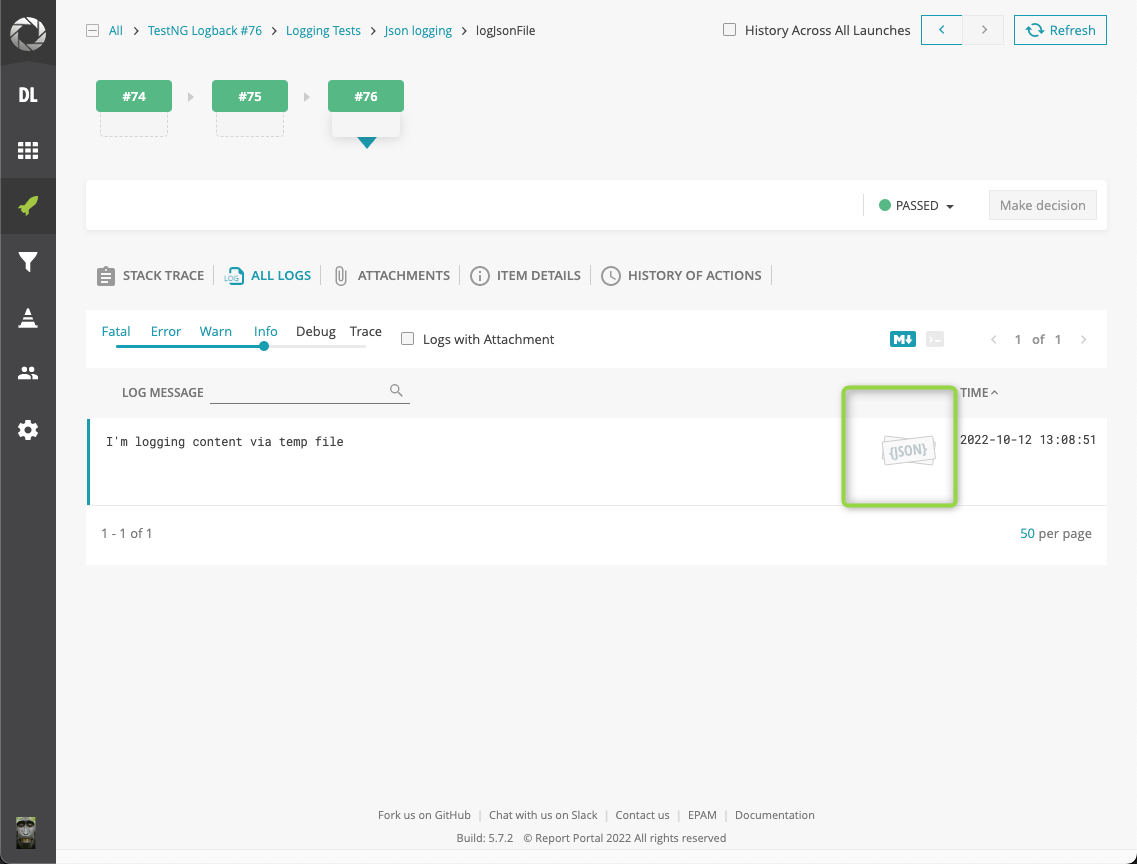 All > TestNG Logback #76 > Logging Tests > Json logging > logJsonFile
History Across All Launches
Refresh
DL
#74
#75
#76
PASSED
Make decision
STACK TRACE
LOG ALL LOGS
ATTACHMENTS
ITEM DETAILS
HISTORY OF ACTIONS
Fatal Error Warn Info Debug Trace
Logs with Attachment
M
1 of 1
LOG MESSAGE
TIME
I'm logging content via temp file
{JSON}
2022-10-12 13:08:51
1 - 1 of 1
50 per page
Fork us on GitHub | Chat with us on Slack | Contact us | EPAM | Documentation
Build: 5.7.2 © Report Portal 2022 All rights reserved